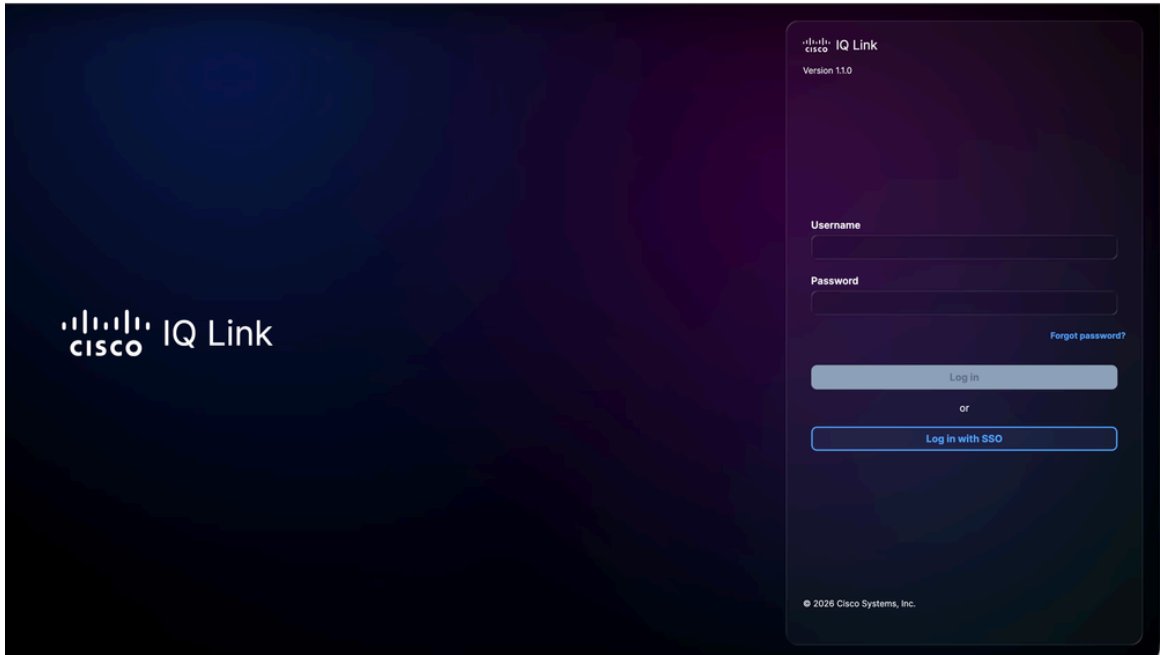 cisco IQ Link
cisco IQ Link
Version 1.1.0
Username
Password
Forgot password?
Log in
or
Log in with SSO
© 2026 Cisco Systems, Inc.